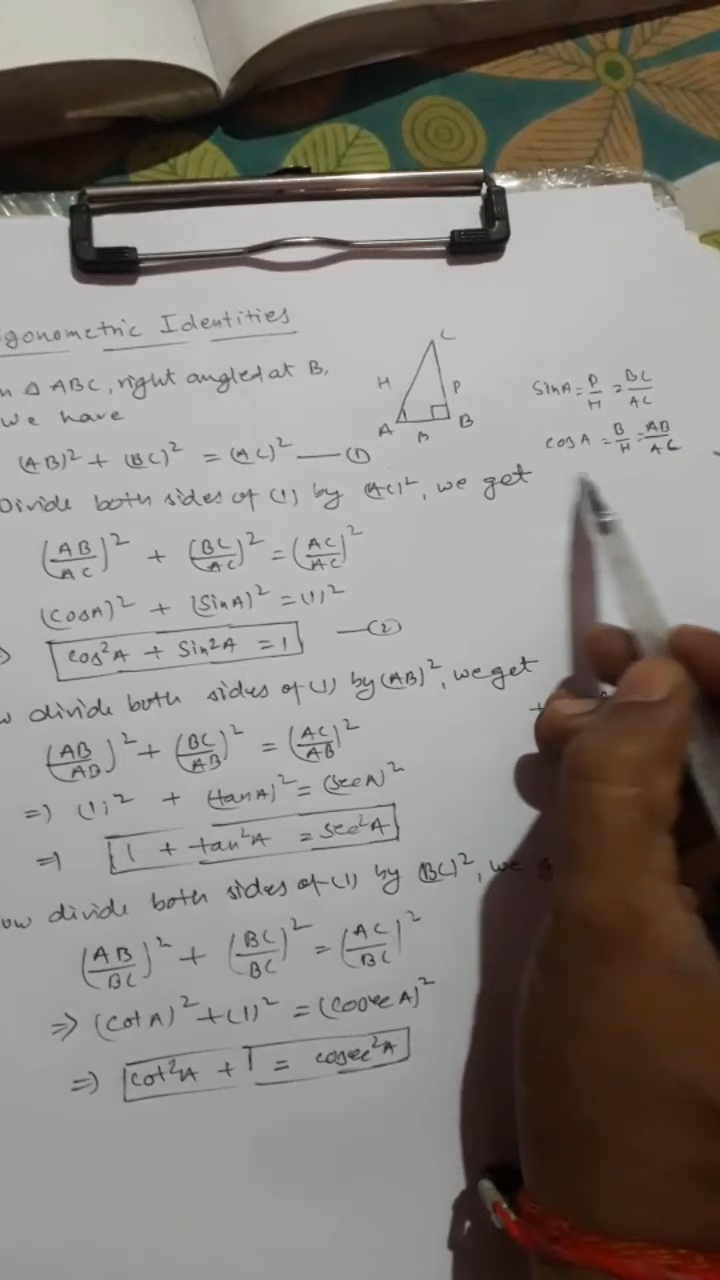 Trigonometric Identities
In Δ ABC, right angled at B,
we have
C
H
P
A
B
B
SinA = P/H = BC/AC
cosA = B/H = AB/AC
(AB)² + (BC)² = (AC)² —(1)
Divide both sides of (1) by (AC)², we get
(AB/AC)² + (BC/AC)² = (AC/AC)²
(CosA)² + (SinA)² = (1)²
cos²A + Sin²A = 1 —(2)
divide both sides of (1) by (AB)², we get
(AB/AB)² + (BC/AB)² = (AC/AB)²
=) (1)² + (tanA)² = (secA)²
=) 1 + tan²A = sec²A
divide both sides of (1) by (BC)², we
(AB/BC)² + (BC/BC)² = (AC/BC)²
⇒ (cotA)² + (1)² = (cosec A)²
⇒) cot²A + 1 = cosec²A